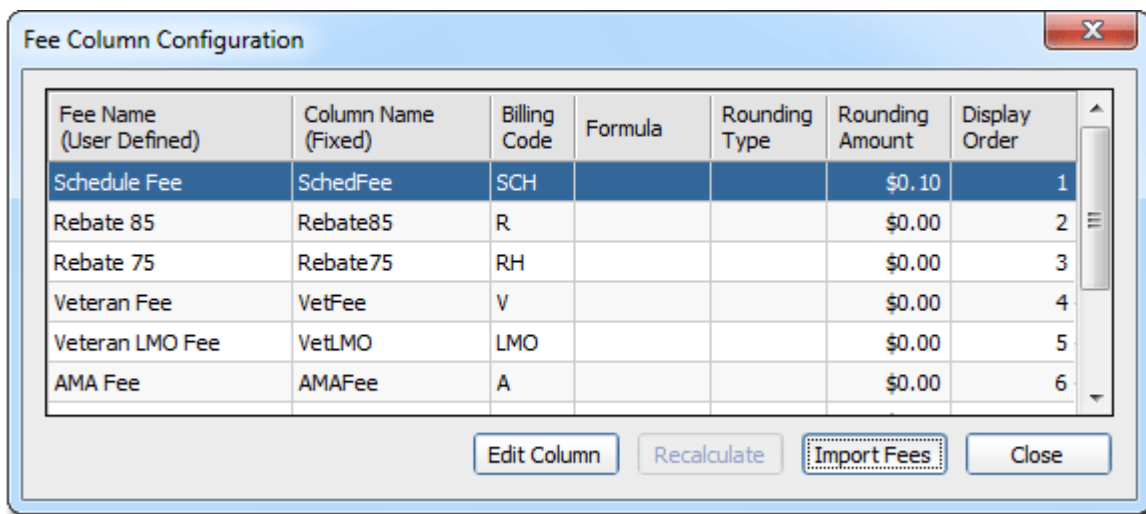 Fee Column Configuration
Fee Name Column Name Billing Formula Rounding Rounding Display
(User Defined) (Fixed) Code Type Amount Order
Schedule Fee SchedFee SCH $0.10 1
Rebate 85 Rebate85 R $0.00 2
Rebate 75 Rebate75 RH $0.00 3
Veteran Fee VetFee V $0.00 4
Veteran LMO Fee VetLMO LMO $0.00 5
AMA Fee AMAFee A $0.00 6
Edit Column Recalculate Import Fees Close